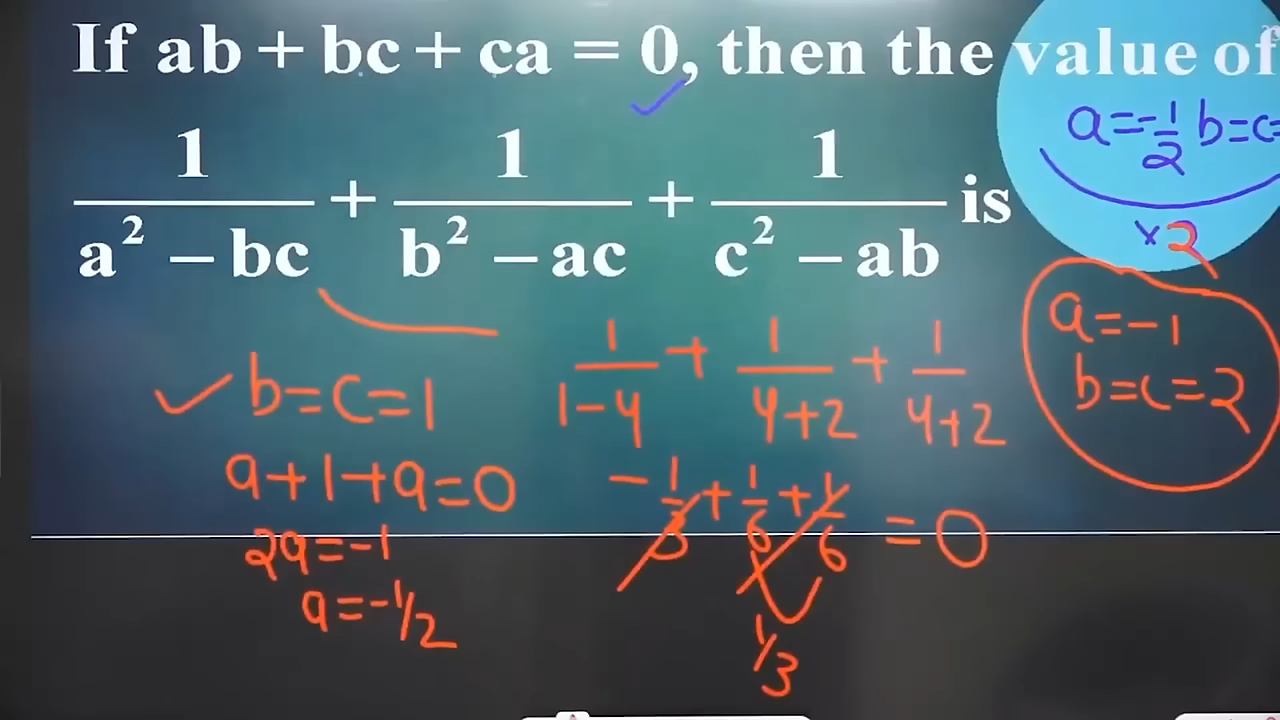 If ab + bc + ca = 0, then the value of
1/(a² – bc) + 1/(b² – ac) + 1/(c² – ab) is
a=-1/2 b=c=
×2
a=-1
b=c=2
b=c=1
a+1+a=0
2a=-1
a=-1/2
1/(1-4) + 1/(4+2) + 1/(4+2)
-1/3 + 1/6 + 1/6 = 0
1/3